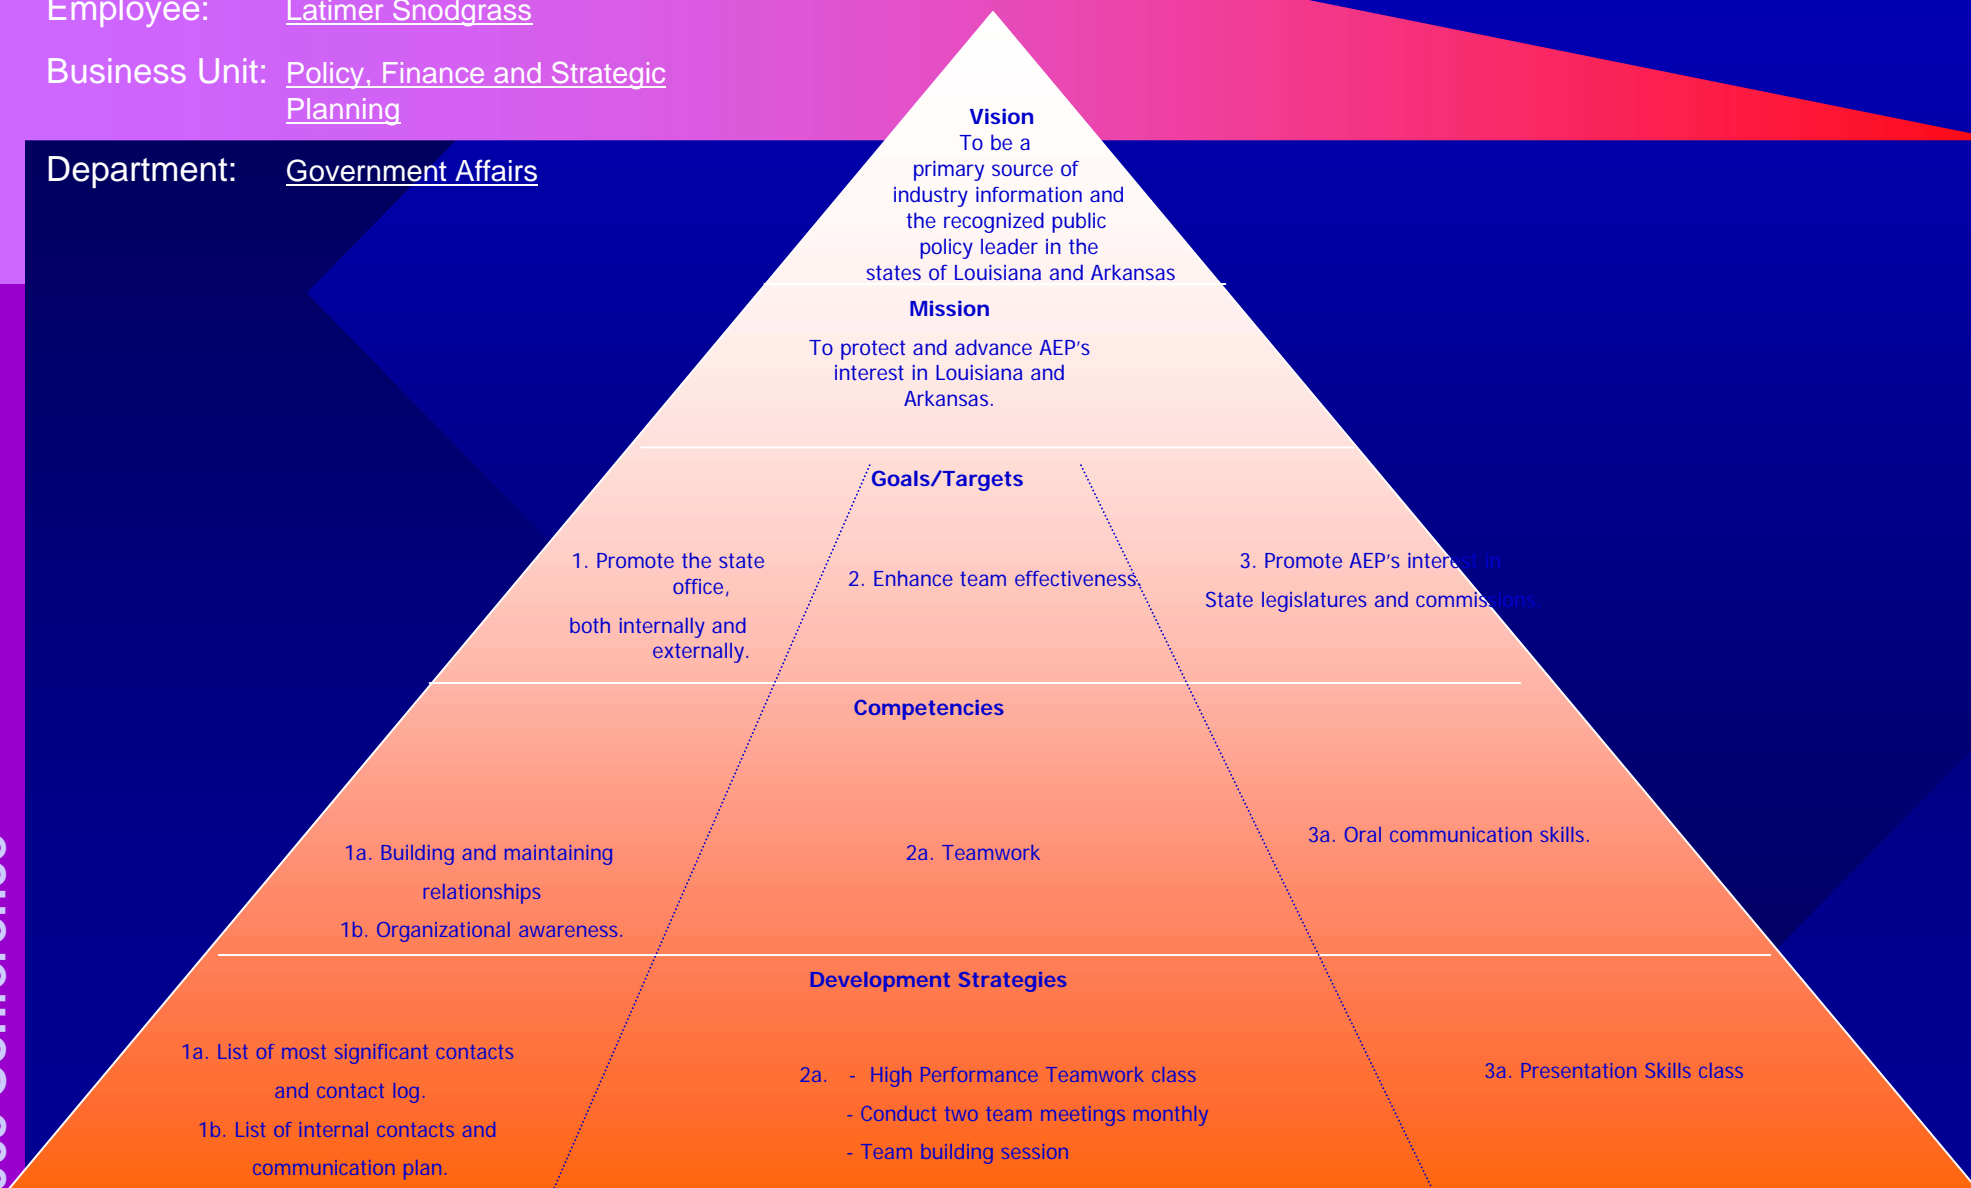 Employee: Latimer Snodgrass
Business Unit: Policy, Finance and Strategic
Planning
Department: Government Affairs
Vision
To be a
primary source of
industry information and
the recognized public
policy leader in the
states of Louisiana and Arkansas
Mission
To protect and advance AEP's
interest in Louisiana and
Arkansas.
Goals/Targets
1. Promote the state
office,
both internally and
externally.
2. Enhance team effectiveness.
3. Promote AEP's interest in
State legislatures and commissions.
Competencies
1a. Building and maintaining
relationships
1b. Organizational awareness.
2a. Teamwork
3a. Oral communication skills.
Development Strategies
1a. List of most significant contacts
and contact log.
1b. List of internal contacts and
communication plan.
2a. - High Performance Teamwork class
- Conduct two team meetings monthly
- Team building session
3a. Presentation Skills class